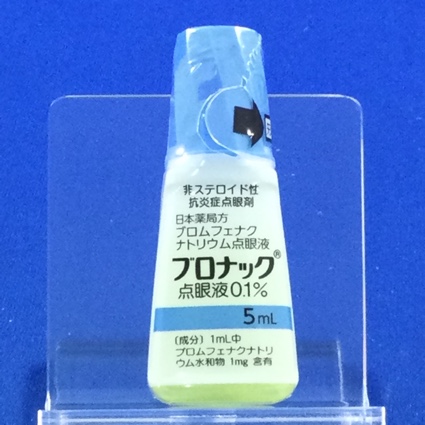 非ステロイド性
抗炎症点眼剤
日本薬局方
ブロムフェナク
ナトリウム点眼液
ブロナック®
点眼液0.1%
5mL
(成分) 1mL中
ブロムフェナクナトリ
ウム水和物 1mg 含有